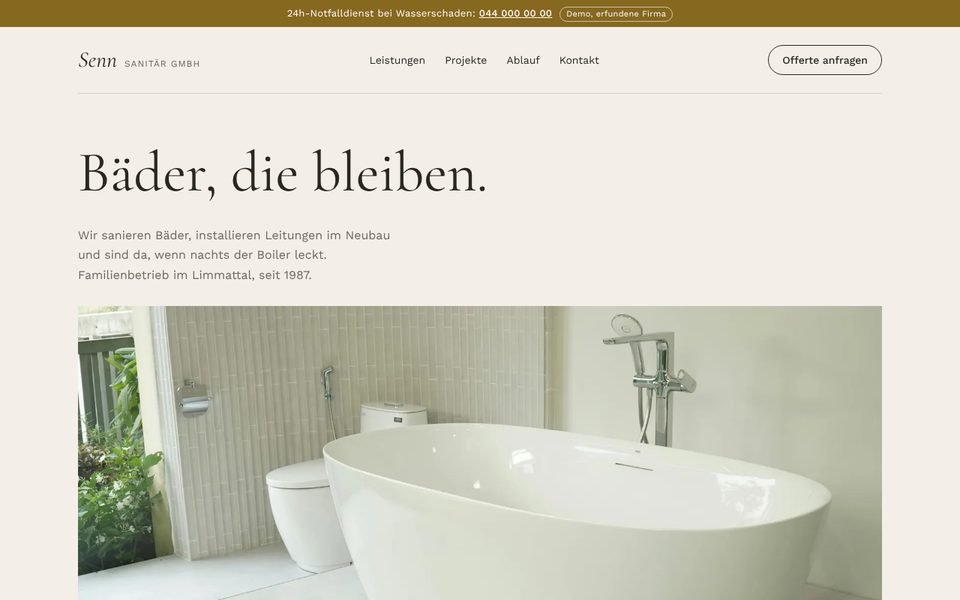 24h-Notfalldienst bei Wasserschaden: 044 000 00 00 Demo, erfundene Firma
Senn SANITÄR GMBH
Leistungen Projekte Ablauf Kontakt
Offerte anfragen
Bäder, die bleiben.
Wir sanieren Bäder, installieren Leitungen im Neubau
und sind da, wenn nachts der Boiler leckt.
Familienbetrieb im Limmattal, seit 1987.